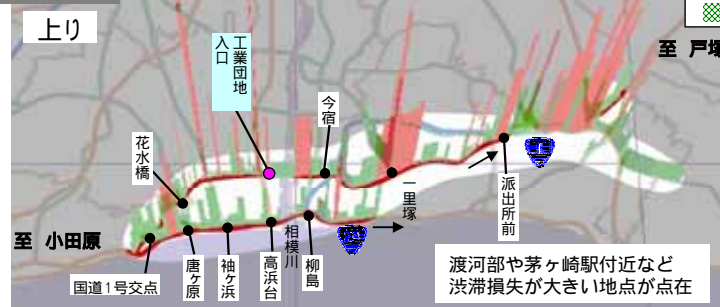 上り
至 戸塚
工業団地入口
今宿
花水橋
一里塚
派出所前
至 小田原
国道1号交点
唐ヶ原
袖ヶ浜
高浜台
相模川
柳島
渡河部や茅ヶ崎駅付近など
渋滞損失が大きい地点が点在